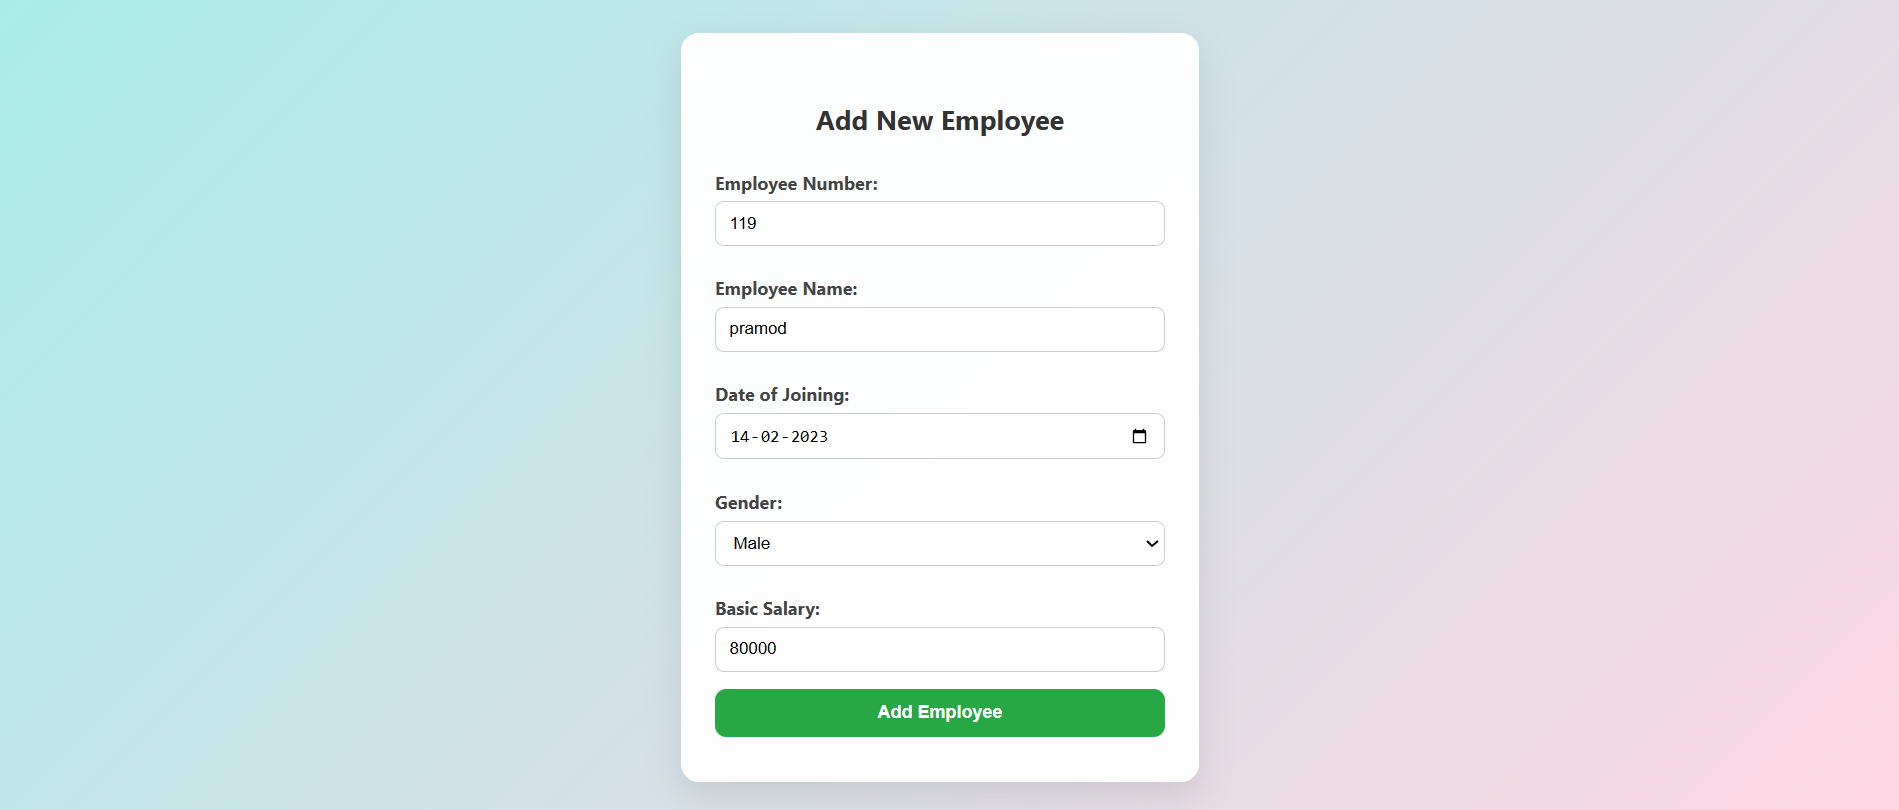 Add New Employee
Employee Number:
119
Employee Name:
pramod
Date of Joining:
14-02-2023
Gender:
Male
Basic Salary:
80000
Add Employee